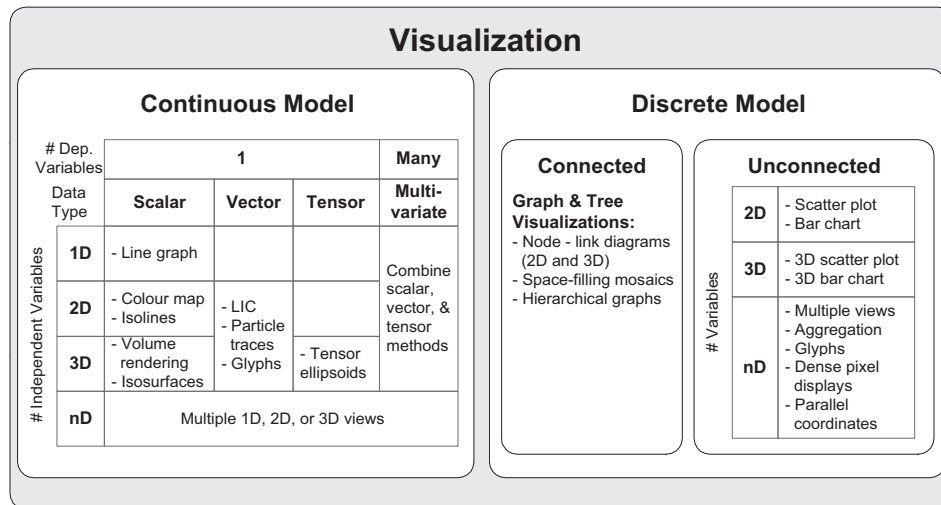 Visualization
Continuous Model
# Dep.
Variables
1
Many
Data
Type
Scalar
Vector
Tensor
Multi-
variate
# Independent Variables
1D
- Line graph
2D
- Colour map
- Isolines
3D
- Volume
rendering
- Isosurfaces
- LIC
- Particle
traces
- Glyphs
- Tensor
ellipsoids
Combine
scalar,
vector, &
tensor
methods
nD
Multiple 1D, 2D, or 3D views
Discrete Model
Connected
Graph & Tree
Visualizations:
- Node - link diagrams
(2D and 3D)
- Space-filling mosaics
- Hierarchical graphs
Unconnected
# Variables
2D
- Scatter plot
- Bar chart
3D
- 3D scatter plot
- 3D bar chart
nD
- Multiple views
- Aggregation
- Glyphs
- Dense pixel
displays
- Parallel
coordinates